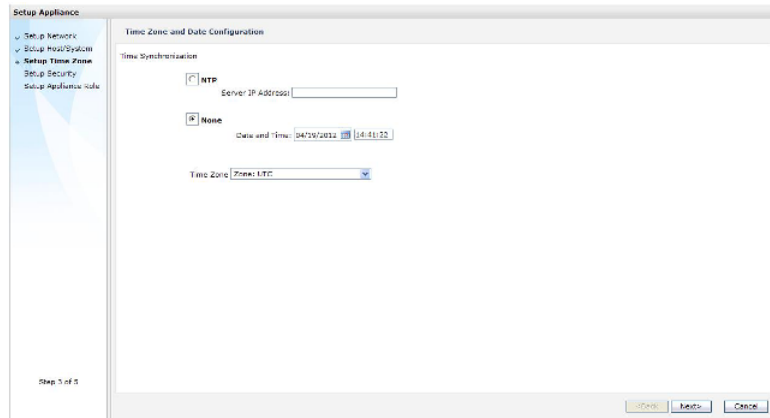 Setup Appliance
Setup Network
Setup Host/System
Setup Time Zone
Setup Security
Setup Appliance Role
Step 3 of 5
Time Zone and Date Configuration
Time Synchronization
NTP
Server IP Address:
None
Date and Time: 04/19/2012 14:41:22
Time Zone Zone: UTC
<Back Next> Cancel